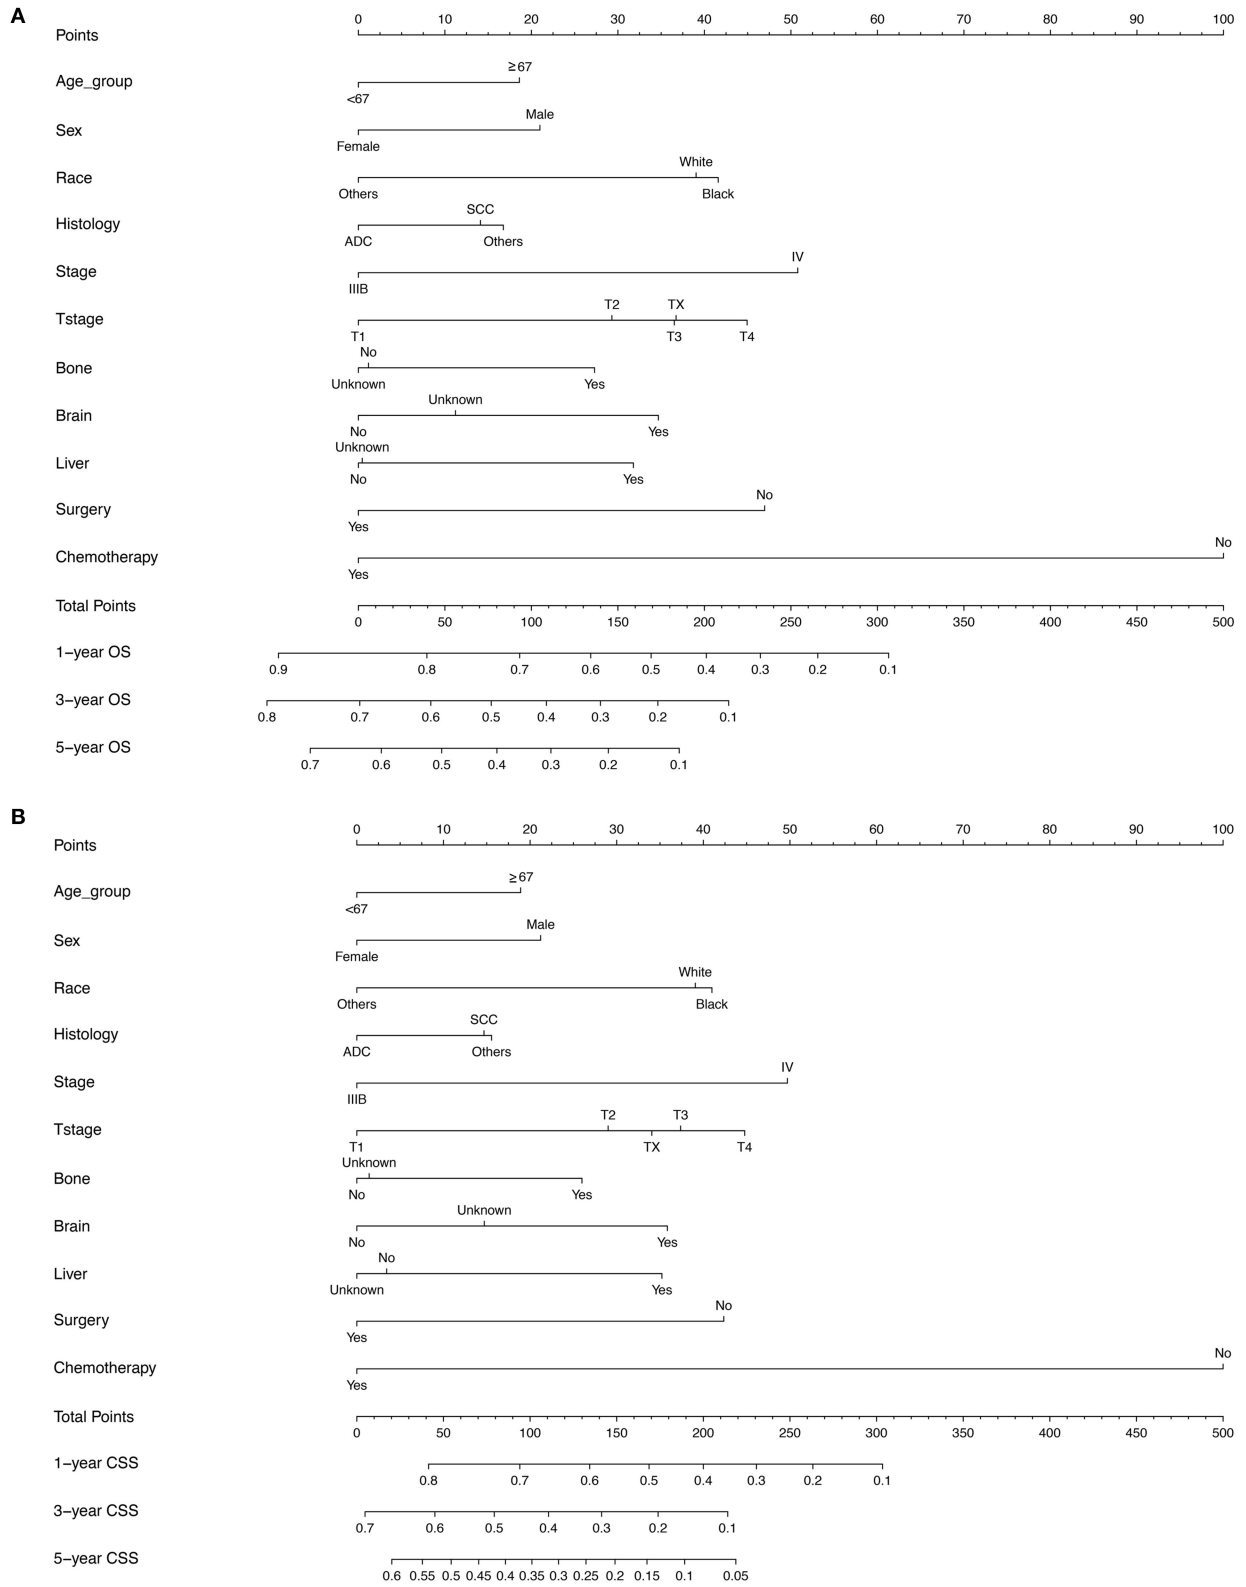 A
0 10 20 30 40 50 60 70 80 90 100
Points
≥67
Age_group
<67
Male
Sex
Female
White
Race
Others Black
SCC
Histology
ADC Others
IV
Stage
IIIB
T2 TX
Tstage
T1 T3 T4
No
Bone
Unknown Yes
Unknown
Brain
No Yes
Unknown
Liver
No Yes
No
Surgery
Yes
No
Chemotherapy
Yes
Total Points
0 50 100 150 200 250 300 350 400 450 500
1−year OS
0.9 0.8 0.7 0.6 0.5 0.4 0.3 0.2 0.1
3−year OS
0.8 0.7 0.6 0.5 0.4 0.3 0.2 0.1
5−year OS
0.7 0.6 0.5 0.4 0.3 0.2 0.1
B
0 10 20 30 40 50 60 70 80 90 100
Points
≥67
Age_group
<67
Male
Sex
Female
White
Race
Others Black
SCC
Histology
ADC Others
IV
Stage
IIIB
T2 T3
Tstage
T1 TX T4
Unknown
Bone
No Yes
Unknown
Brain
No Yes
No
Liver
Unknown Yes
No
Surgery
Yes
No
Chemotherapy
Yes
Total Points
0 50 100 150 200 250 300 350 400 450 500
1−year CSS
0.8 0.7 0.6 0.5 0.4 0.3 0.2 0.1
3−year CSS
0.7 0.6 0.5 0.4 0.3 0.2 0.1
5−year CSS
0.6 0.55 0.5 0.45 0.4 0.35 0.3 0.25 0.2 0.15 0.1 0.05